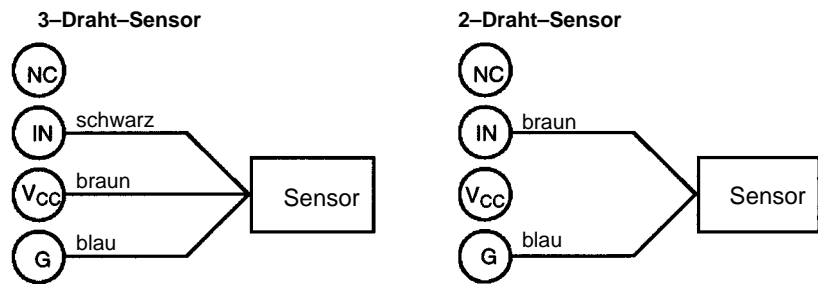 3–Draht–Sensor
NC
IN schwarz
VCC braun
Sensor
G blau
2–Draht–Sensor
NC
IN braun
VCC
Sensor
G blau